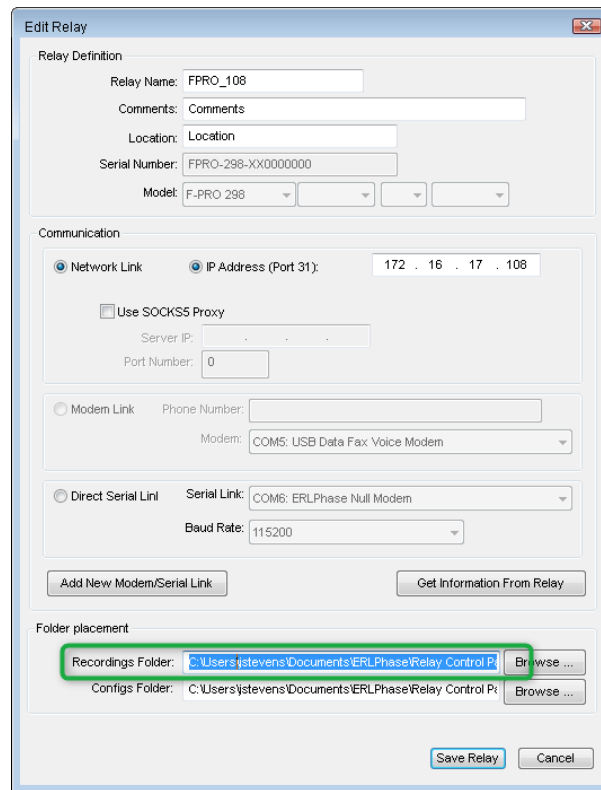 Edit Relay
Relay Definition
Relay Name: FPRO_108
Comments: Comments
Location: Location
Serial Number: FPRO-298-XX0000000
Model: F-PRO 298
Communication
Network Link IP Address (Port 31): 172 . 16 . 17 . 108
Use SOCKS5 Proxy
Server IP: . . .
Port Number: 0
Modem Link Phone Number:
Modem: COM5: USB Data Fax Voice Modem
Direct Serial Linl Serial Link: COM6: ERLPhase Null Modem
Baud Rate: 115200
Add New Modem/Serial Link Get Information From Relay
Folder placement
Recordings Folder: C:\Users\jstevens\Documents\ERLPhase\Relay Control Pa Browse ...
Configs Folder: C:\Users\jstevens\Documents\ERLPhase\Relay Control Pa Browse ...
Save Relay Cancel